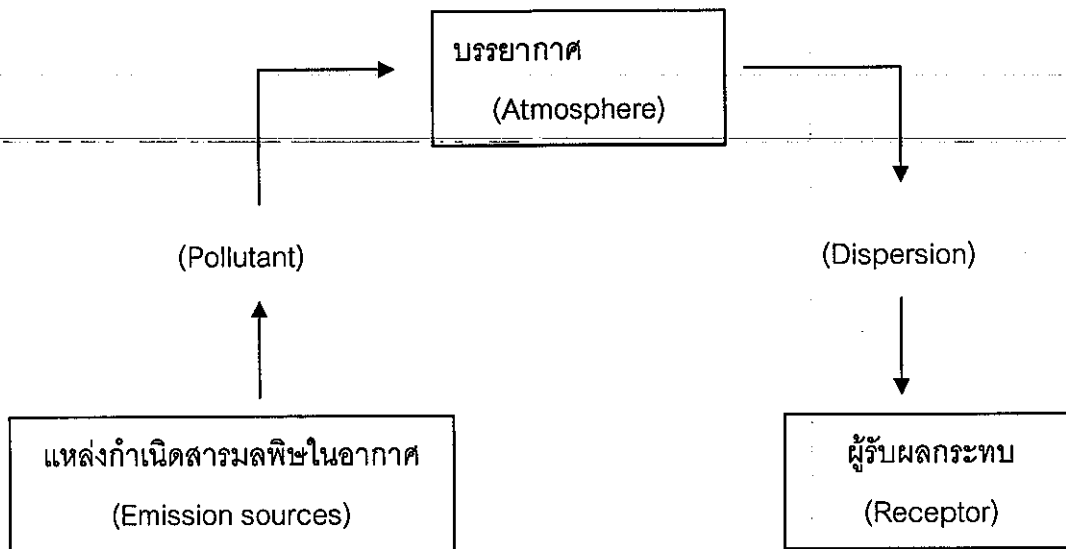 บรรยากาศ
(Atmosphere)
(Pollutant)
(Dispersion)
แหล่งกำเนิดสารมลพิษในอากาศ
(Emission sources)
ผู้รับผลกระทบ
(Receptor)